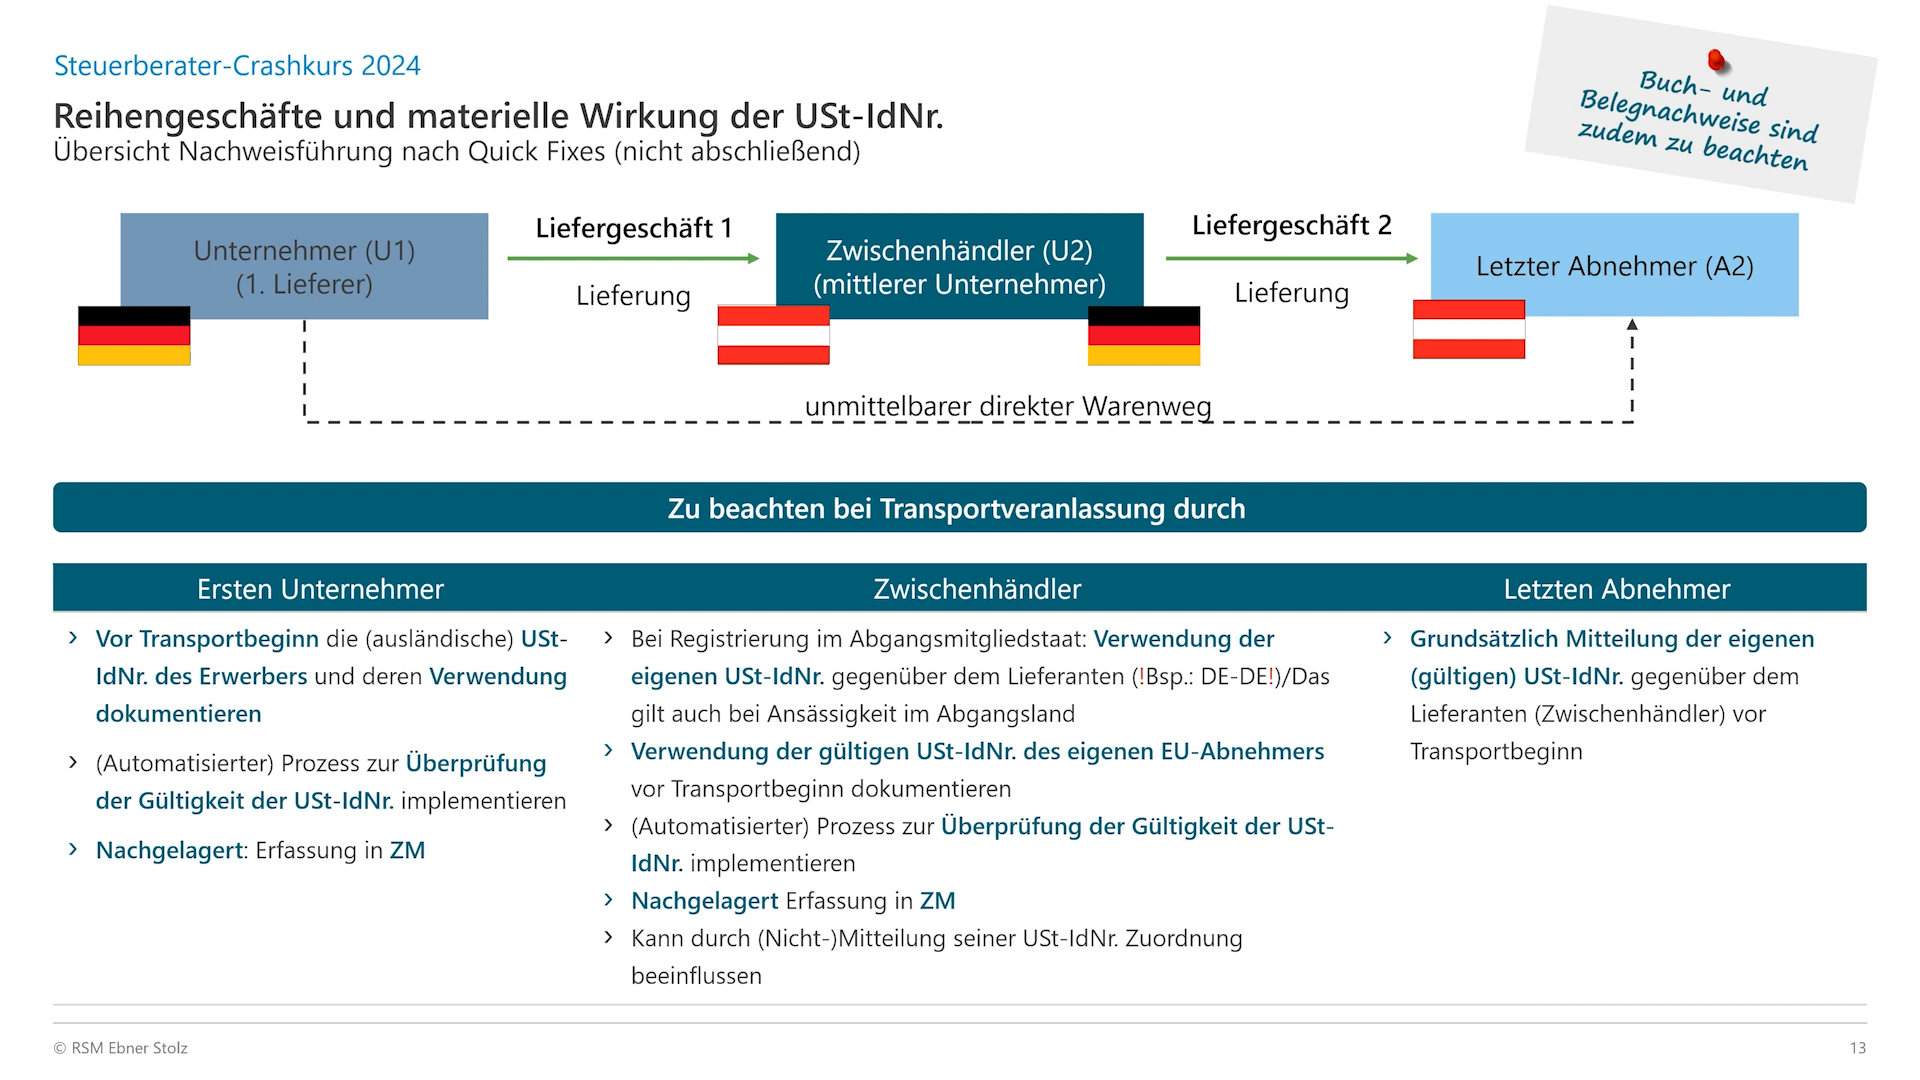 Steuerberater-Crashkurs 2024
Reihengeschäfte und materielle Wirkung der USt-IdNr.
Übersicht Nachweisführung nach Quick Fixes (nicht abschließend)
Buch- und
Belegnachweise sind
zudem zu beachten
Unternehmer (U1)
(1. Lieferer)
Liefergeschäft 1
Lieferung
Zwischenhändler (U2)
(mittlerer Unternehmer)
Liefergeschäft 2
Lieferung
Letzter Abnehmer (A2)
unmittelbarer direkter Warenweg
Zu beachten bei Transportveranlassung durch
Ersten Unternehmer
› Vor Transportbeginn die (ausländische) USt-
IdNr. des Erwerbers und deren Verwendung
dokumentieren
› (Automatisierter) Prozess zur Überprüfung
der Gültigkeit der USt-IdNr. implementieren
› Nachgelagert: Erfassung in ZM
Zwischenhändler
› Bei Registrierung im Abgangsmitgliedstaat: Verwendung der
eigenen USt-IdNr. gegenüber dem Lieferanten (!Bsp.: DE-DE!)/Das
gilt auch bei Ansässigkeit im Abgangsland
› Verwendung der gültigen USt-IdNr. des eigenen EU-Abnehmers
vor Transportbeginn dokumentieren
› (Automatisierter) Prozess zur Überprüfung der Gültigkeit der USt-
IdNr. implementieren
› Nachgelagert Erfassung in ZM
› Kann durch (Nicht-)Mitteilung seiner USt-IdNr. Zuordnung
beeinflussen
Letzten Abnehmer
› Grundsätzlich Mitteilung der eigenen
(gültigen) USt-IdNr. gegenüber dem
Lieferanten (Zwischenhändler) vor
Transportbeginn
© RSM Ebner Stolz
13